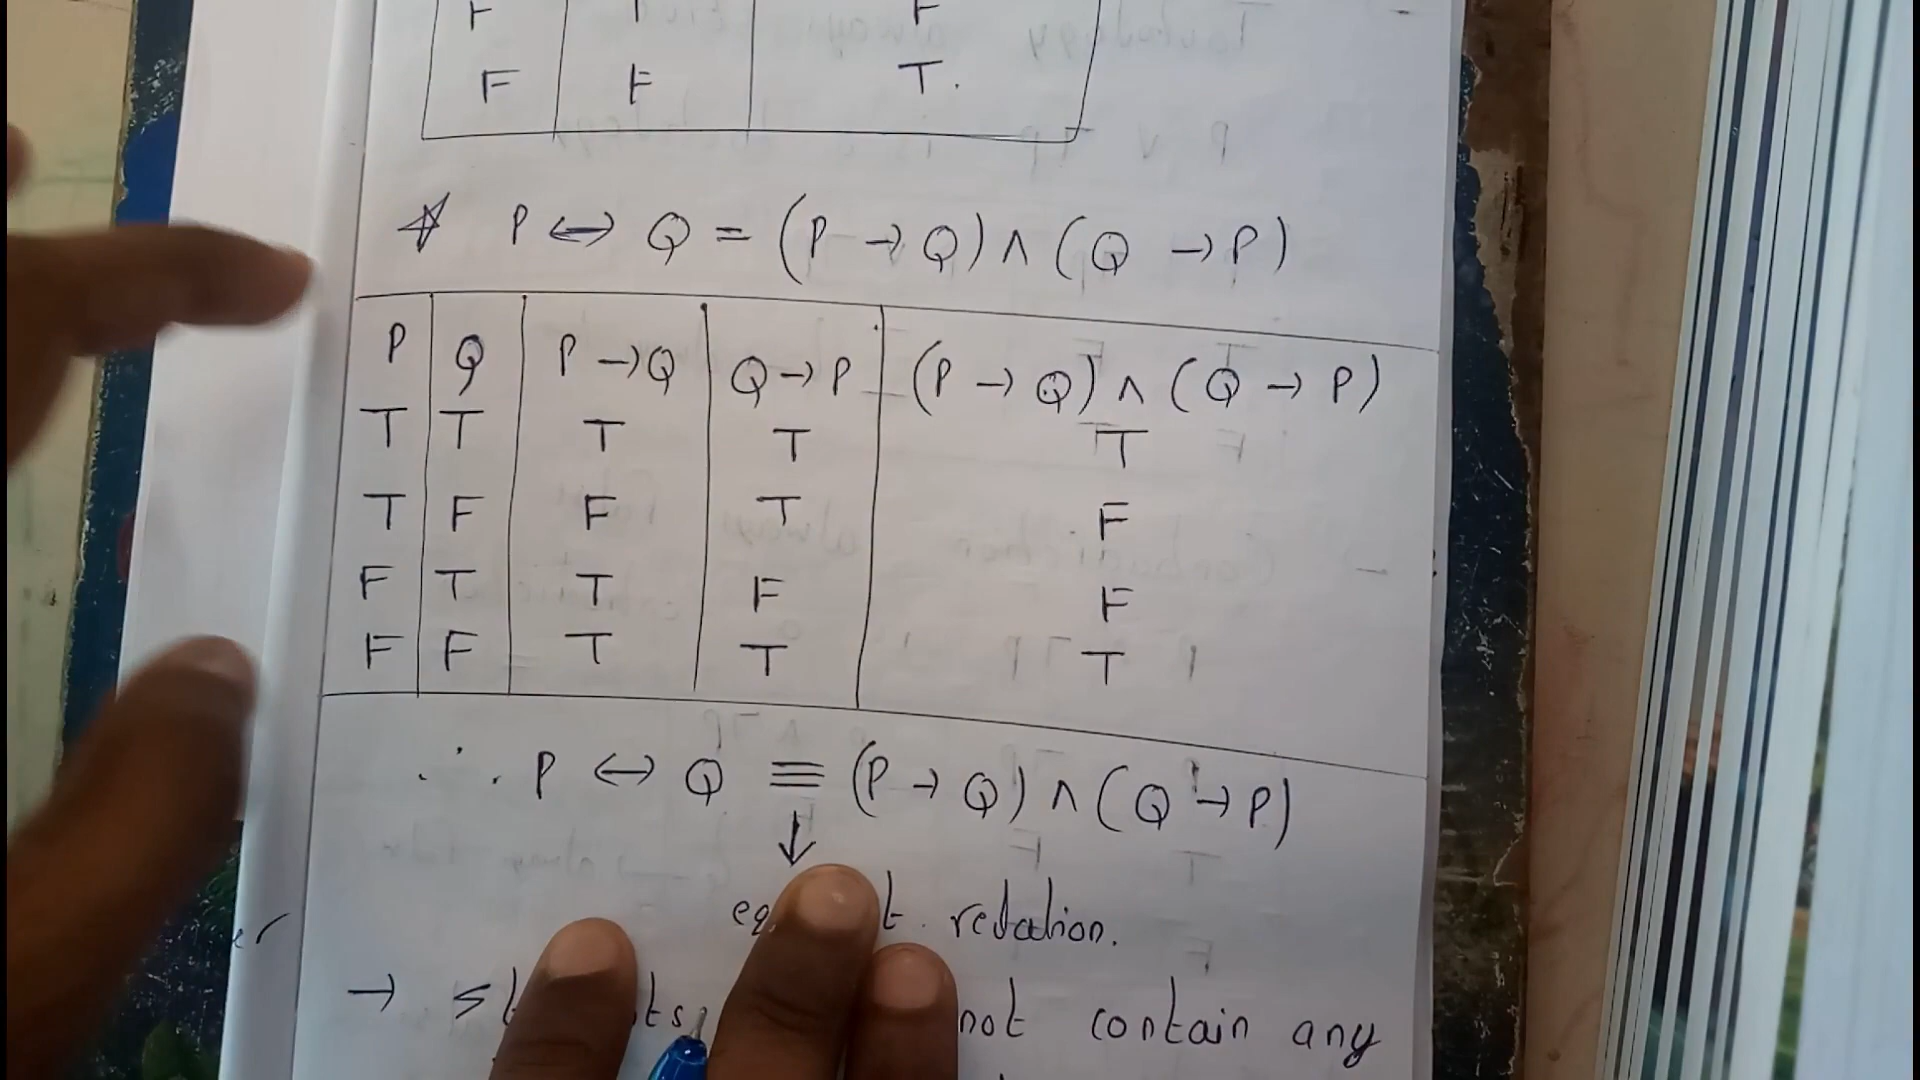 F F T.
P ↔ Q = (P → Q) ∧ (Q → P)
P Q P → Q Q → P (P → Q) ∧ (Q → P)
T T T T T
T F F T F
F T T F F
F F T T T
∴ P ↔ Q ≡ (P → Q) ∧ (Q → P)
↓
relation.
→ not contain any